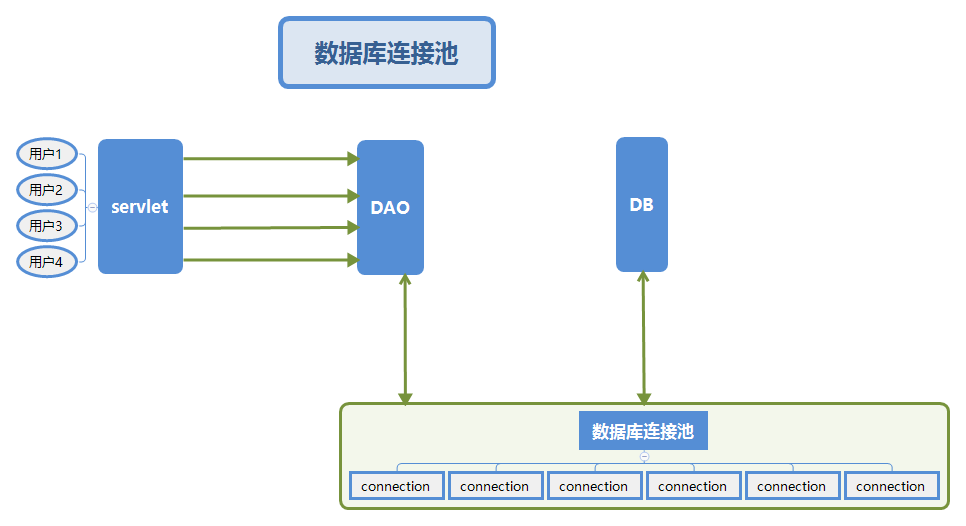 数据库连接池
用户1
用户2
用户3
用户4
servlet
DAO
DB
数据库连接池
connection
connection
connection
connection
connection
connection